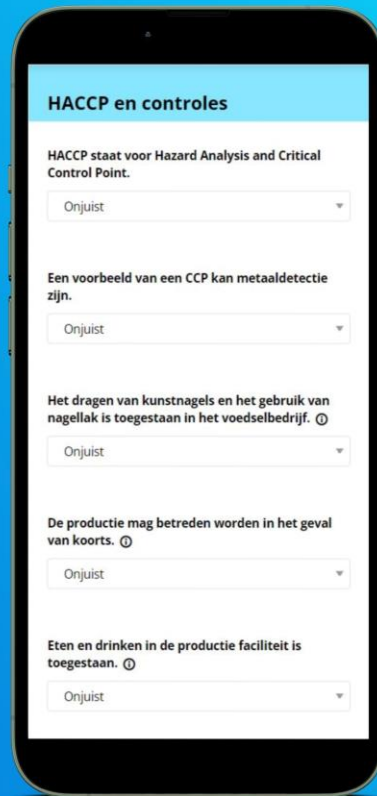 HACCP en controles
HACCP staat voor Hazard Analysis and Critical
Control Point.
Onjuist
Een voorbeeld van een CCP kan metaaldetectie
zijn.
Onjuist
Het dragen van kunstnagels en het gebruik van
nagellak is toegestaan in het voedselbedrijf.
Onjuist
De productie mag betreden worden in het geval
van koorts.
Onjuist
Eten en drinken in de productie faciliteit is
toegestaan.
Onjuist